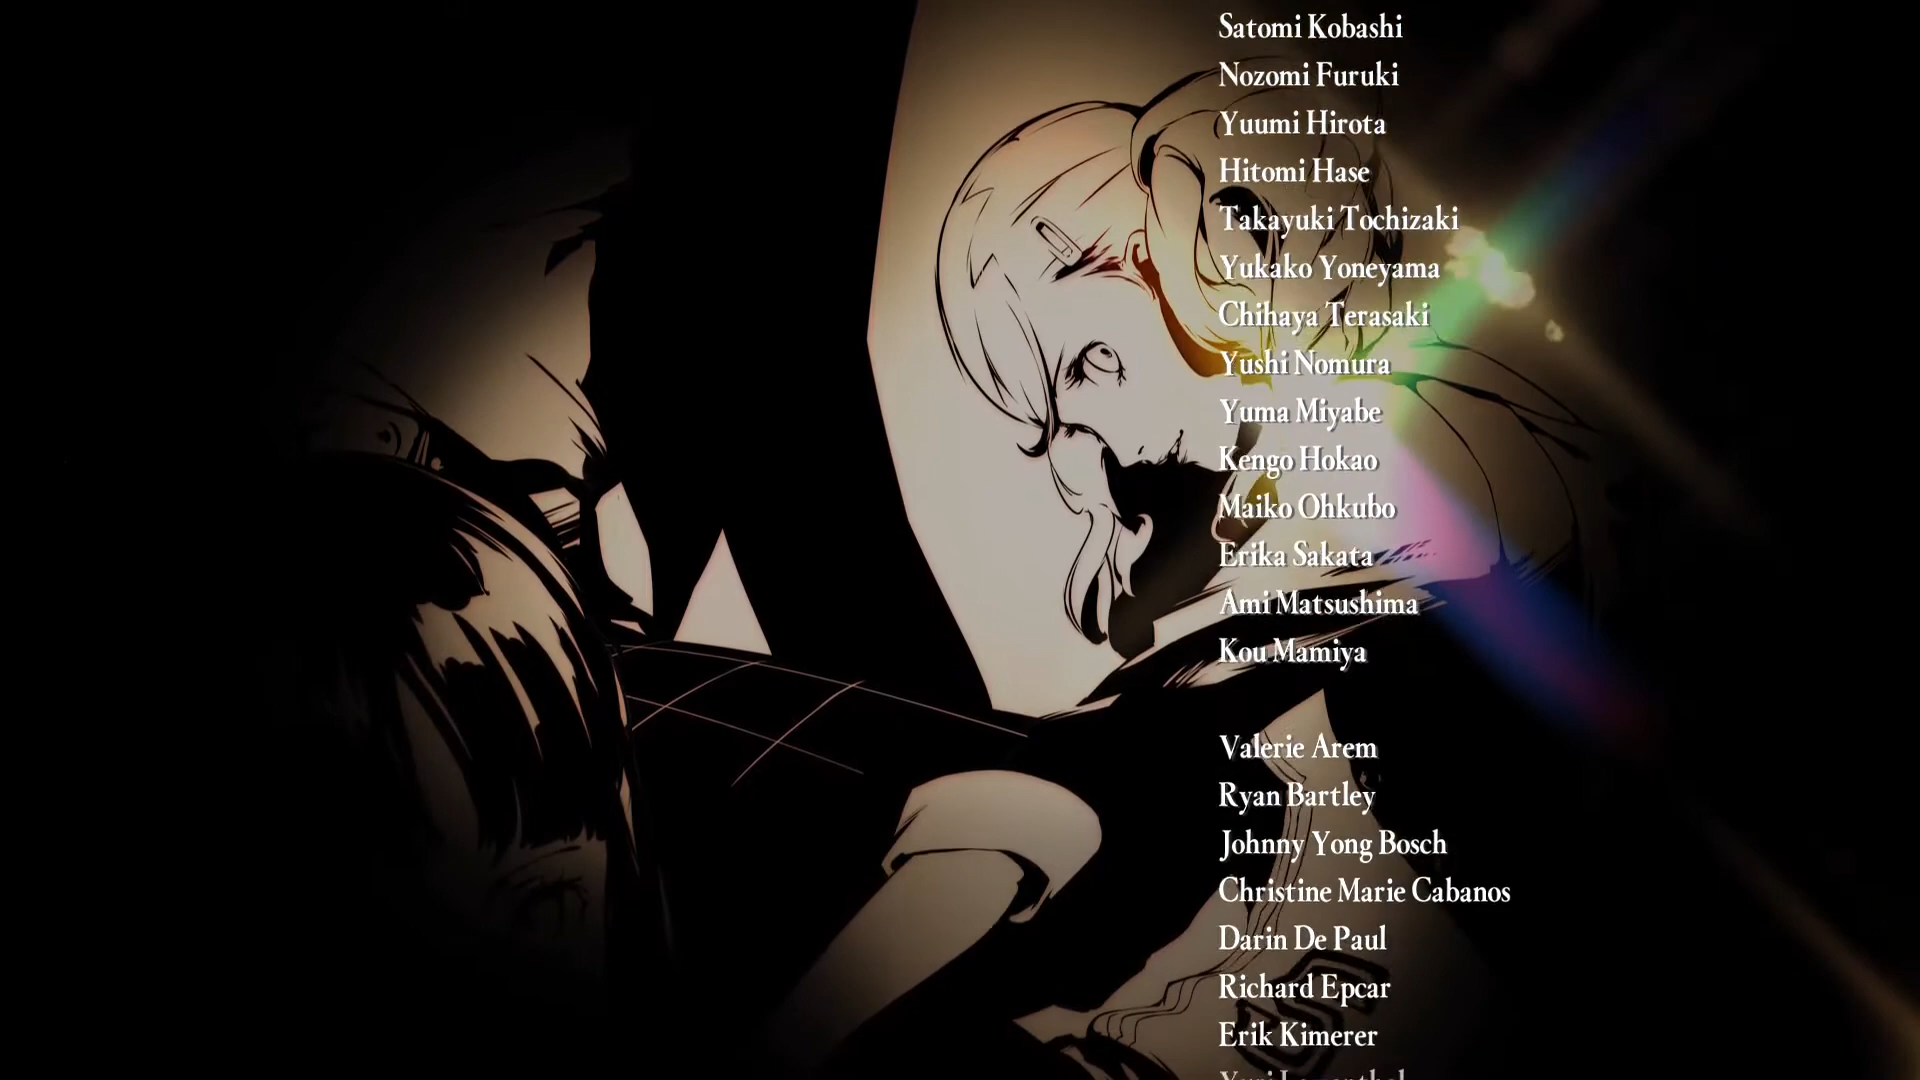 Satomi Kobashi
Nozomi Furuki
Yuumi Hirota
Hitomi Hase
Takayuki Tochizaki
Yukako Yoneyama
Chihaya Terasaki
Yushi Nomura
Yuma Miyabe
Kengo Hokao
Maiko Ohkubo
Erika Sakata
Ami Matsushima
Kou Mamiya
Valerie Arem
Ryan Bartley
Johnny Yong Bosch
Christine Marie Cabanos
Darin De Paul
Richard Epcar
Erik Kimerer